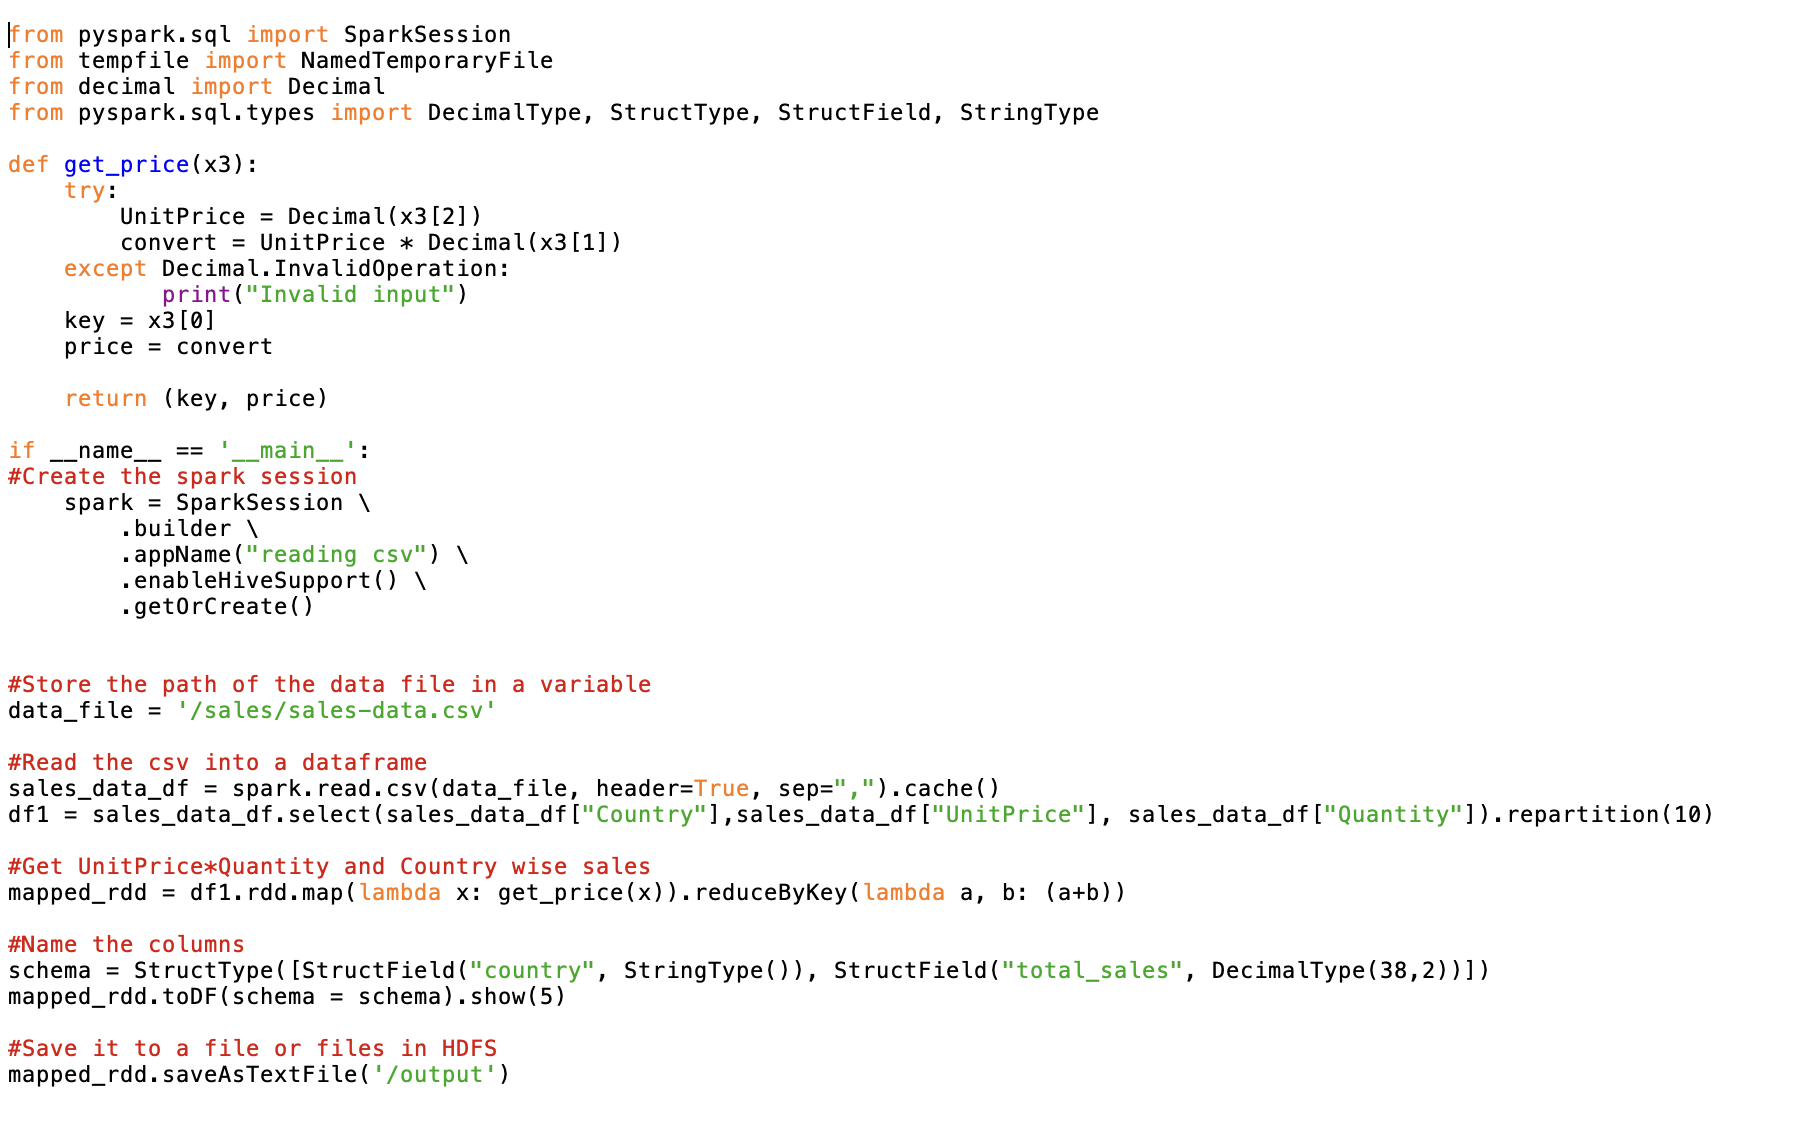 from pyspark.sql import SparkSession
from tempfile import NamedTemporaryFile
from decimal import Decimal
from pyspark.sql.types import DecimalType, StructType, StructField, StringType

def get_price(x3):
    try:
        UnitPrice = Decimal(x3[2])
        convert = UnitPrice * Decimal(x3[1])
    except Decimal.InvalidOperation:
           print("Invalid input")
    key = x3[0]
    price = convert

    return (key, price)

if __name__ == '__main__':
#Create the spark session
    spark = SparkSession \
        .builder \
        .appName("reading csv") \
        .enableHiveSupport() \
        .getOrCreate()


#Store the path of the data file in a variable
data_file = '/sales/sales-data.csv'

#Read the csv into a dataframe
sales_data_df = spark.read.csv(data_file, header=True, sep=",").cache()
df1 = sales_data_df.select(sales_data_df["Country"],sales_data_df["UnitPrice"], sales_data_df["Quantity"]).repartition(10)

#Get UnitPrice*Quantity and Country wise sales
mapped_rdd = df1.rdd.map(lambda x: get_price(x)).reduceByKey(lambda a, b: (a+b))

#Name the columns
schema = StructType([StructField("country", StringType()), StructField("total_sales", DecimalType(38,2))])
mapped_rdd.toDF(schema = schema).show(5)

#Save it to a file or files in HDFS
mapped_rdd.saveAsTextFile('/output')